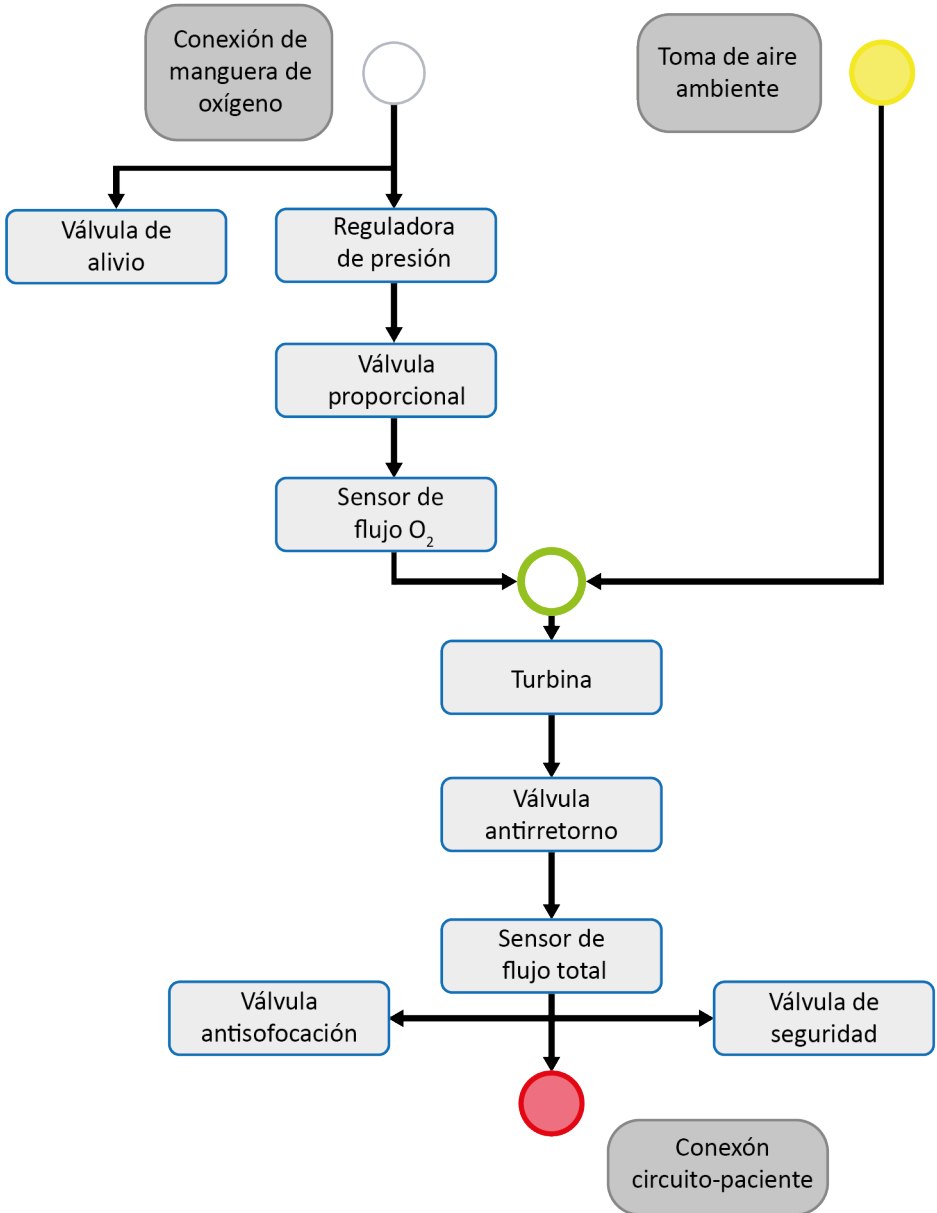 Conexión de
manguera de
oxígeno
Toma de aire
ambiente
Válvula de
alivio
Reguladora
de presión
Válvula
proporcional
Sensor de
flujo O₂
Turbina
Válvula
antirretorno
Sensor de
flujo total
Válvula
antisofocación
Válvula de
seguridad
Conexón
circuito-paciente